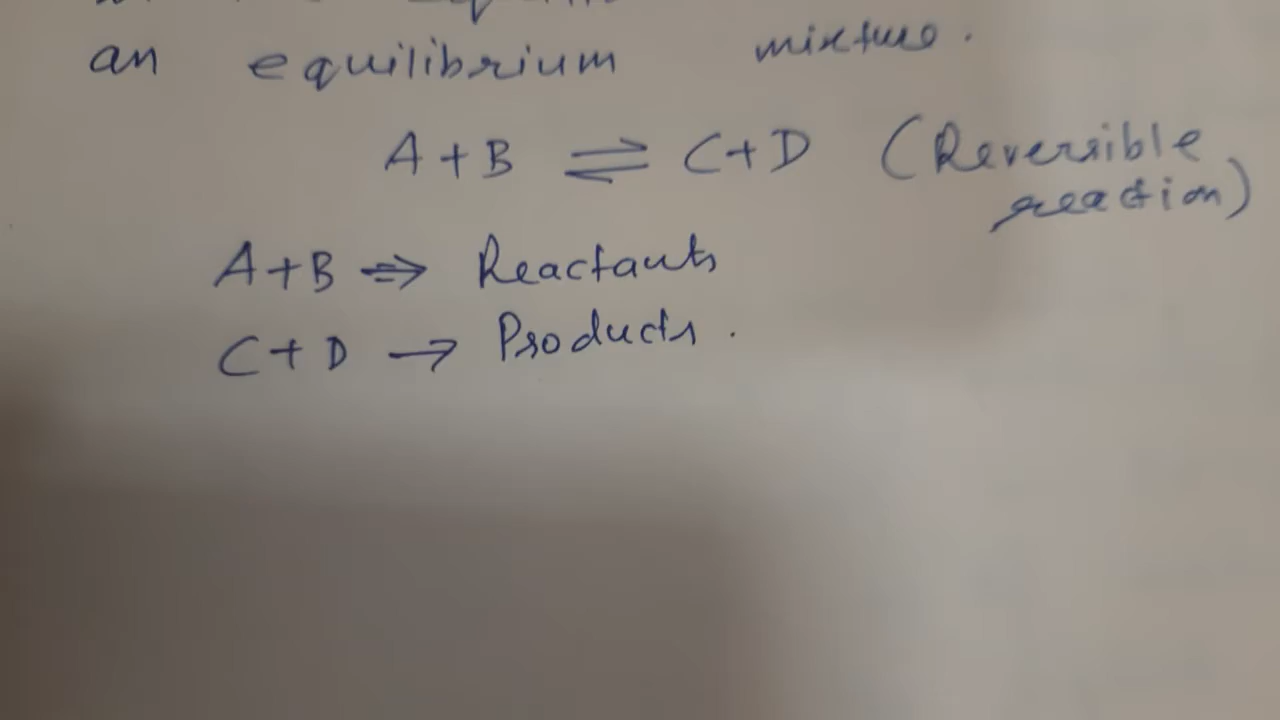 an equilibrium mixture.
A + B ⇌ C + D (Reversible
reaction)
A + B ⇒ Reactants
C + D → Products.